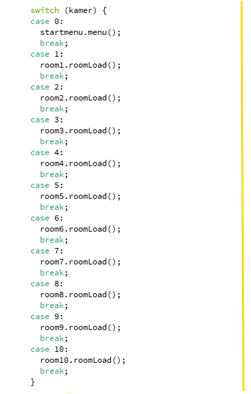 switch (kamer) {
case 0:
startmenu.menu();
break;
case 1:
room1.roomLoad();
break;
case 2:
room2.roomLoad();
break;
case 3:
room3.roomLoad();
break;
case 4:
room4.roomLoad();
break;
case 5:
room5.roomLoad();
break;
case 6:
room6.roomLoad();
break;
case 7:
room7.roomLoad();
break;
case 8:
room8.roomLoad();
break;
case 9:
room9.roomLoad();
break;
case 10:
room10.roomLoad();
break;
}